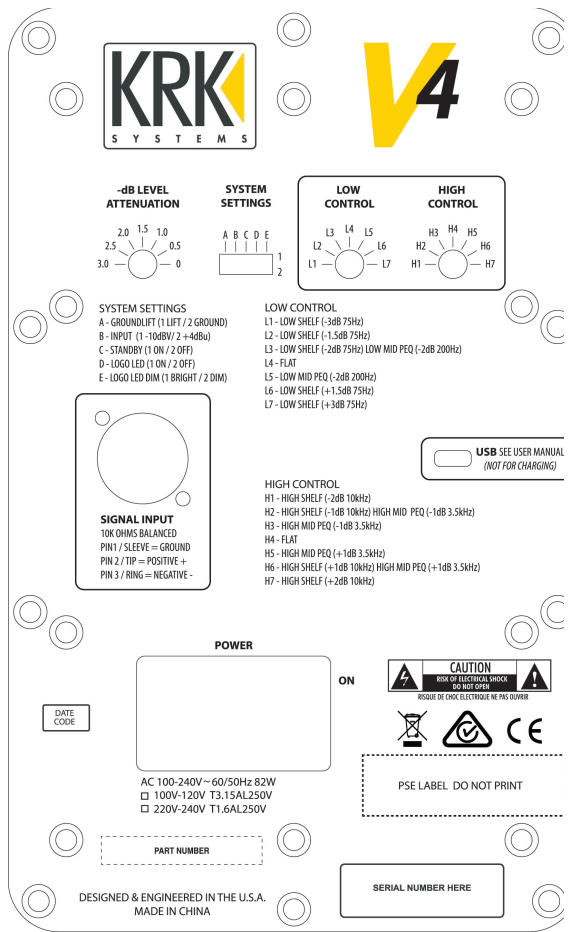 KRK
SYSTEMS
V4
-dB LEVEL
ATTENUATION
3.0
2.5
2.0
1.5
1.0
0.5
0
SYSTEM
SETTINGS
A B C D E
1
2
LOW
CONTROL
L1
L2
L3
L4
L5
L6
L7
HIGH
CONTROL
H1
H2
H3
H4
H5
H6
H7
SYSTEM SETTINGS
A - GROUNDLIFT (1 LIFT / 2 GROUND)
B - INPUT (1 -10dBV/ 2 +4dBu)
C - STANDBY (1 ON / 2 OFF)
D - LOGO LED (1 ON / 2 OFF)
E - LOGO LED DIM (1 BRIGHT / 2 DIM)
LOW CONTROL
L1 - LOW SHELF (-3dB 75Hz)
L2 - LOW SHELF (-1.5dB 75Hz)
L3 - LOW SHELF (-2dB 75Hz) LOW MID PEQ (-2dB 200Hz)
L4 - FLAT
L5 - LOW MID PEQ (-2dB 200Hz)
L6 - LOW SHELF (+1.5dB 75Hz)
L7 - LOW SHELF (+3dB 75Hz)
SIGNAL INPUT
10K OHMS BALANCED
PIN1 / SLEEVE = GROUND
PIN 2 / TIP = POSITIVE +
PIN 3 / RING = NEGATIVE -
USB SEE USER MANUAL
(NOT FOR CHARGING)
HIGH CONTROL
H1 - HIGH SHELF (-2dB 10kHz)
H2 - HIGH SHELF (-1dB 10kHz) HIGH MID PEQ (-1dB 3.5kHz)
H3 - HIGH MID PEQ (-1dB 3.5kHz)
H4 - FLAT
H5 - HIGH MID PEQ (+1dB 3.5kHz)
H6 - HIGH SHELF (+1dB 10kHz) HIGH MID PEQ (+1dB 3.5kHz)
H7 - HIGH SHELF (+2dB 10kHz)
POWER
ON
CAUTION
RISK OF ELECTRICAL SHOCK
DO NOT OPEN
RISQUE DE CHOC ELECTRIQUE NE PAS OUVRIR
DATE
CODE
CE
AC 100-240V~60/50Hz 82W
□ 100V-120V T3.15AL250V
□ 220V-240V T1.6AL250V
PSE LABEL DO NOT PRINT
PART NUMBER
DESIGNED & ENGINEERED IN THE U.S.A.
MADE IN CHINA
SERIAL NUMBER HERE